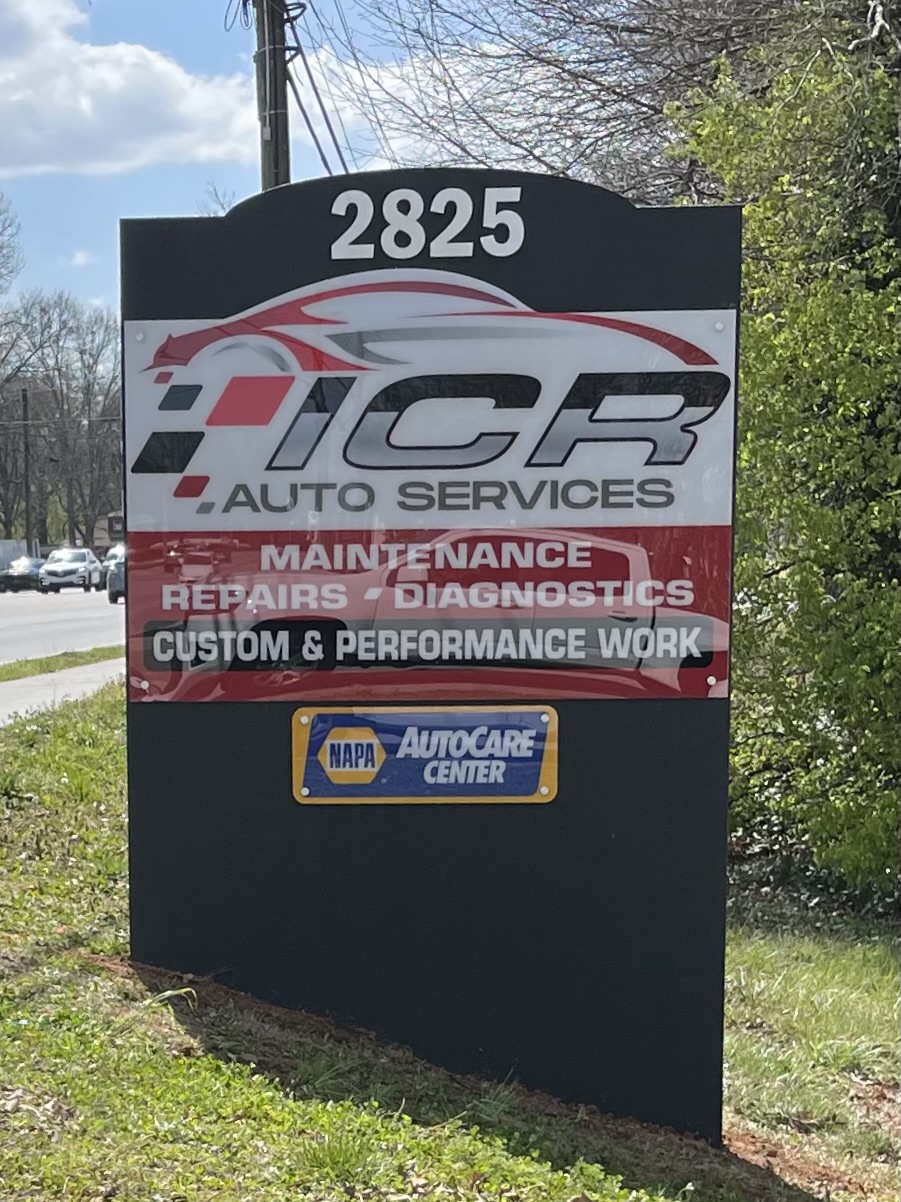 2825
ICR
AUTO SERVICES
MAINTENANCE
REPAIRS • DIAGNOSTICS
CUSTOM & PERFORMANCE WORK
NAPA AUTOCARE
CENTER